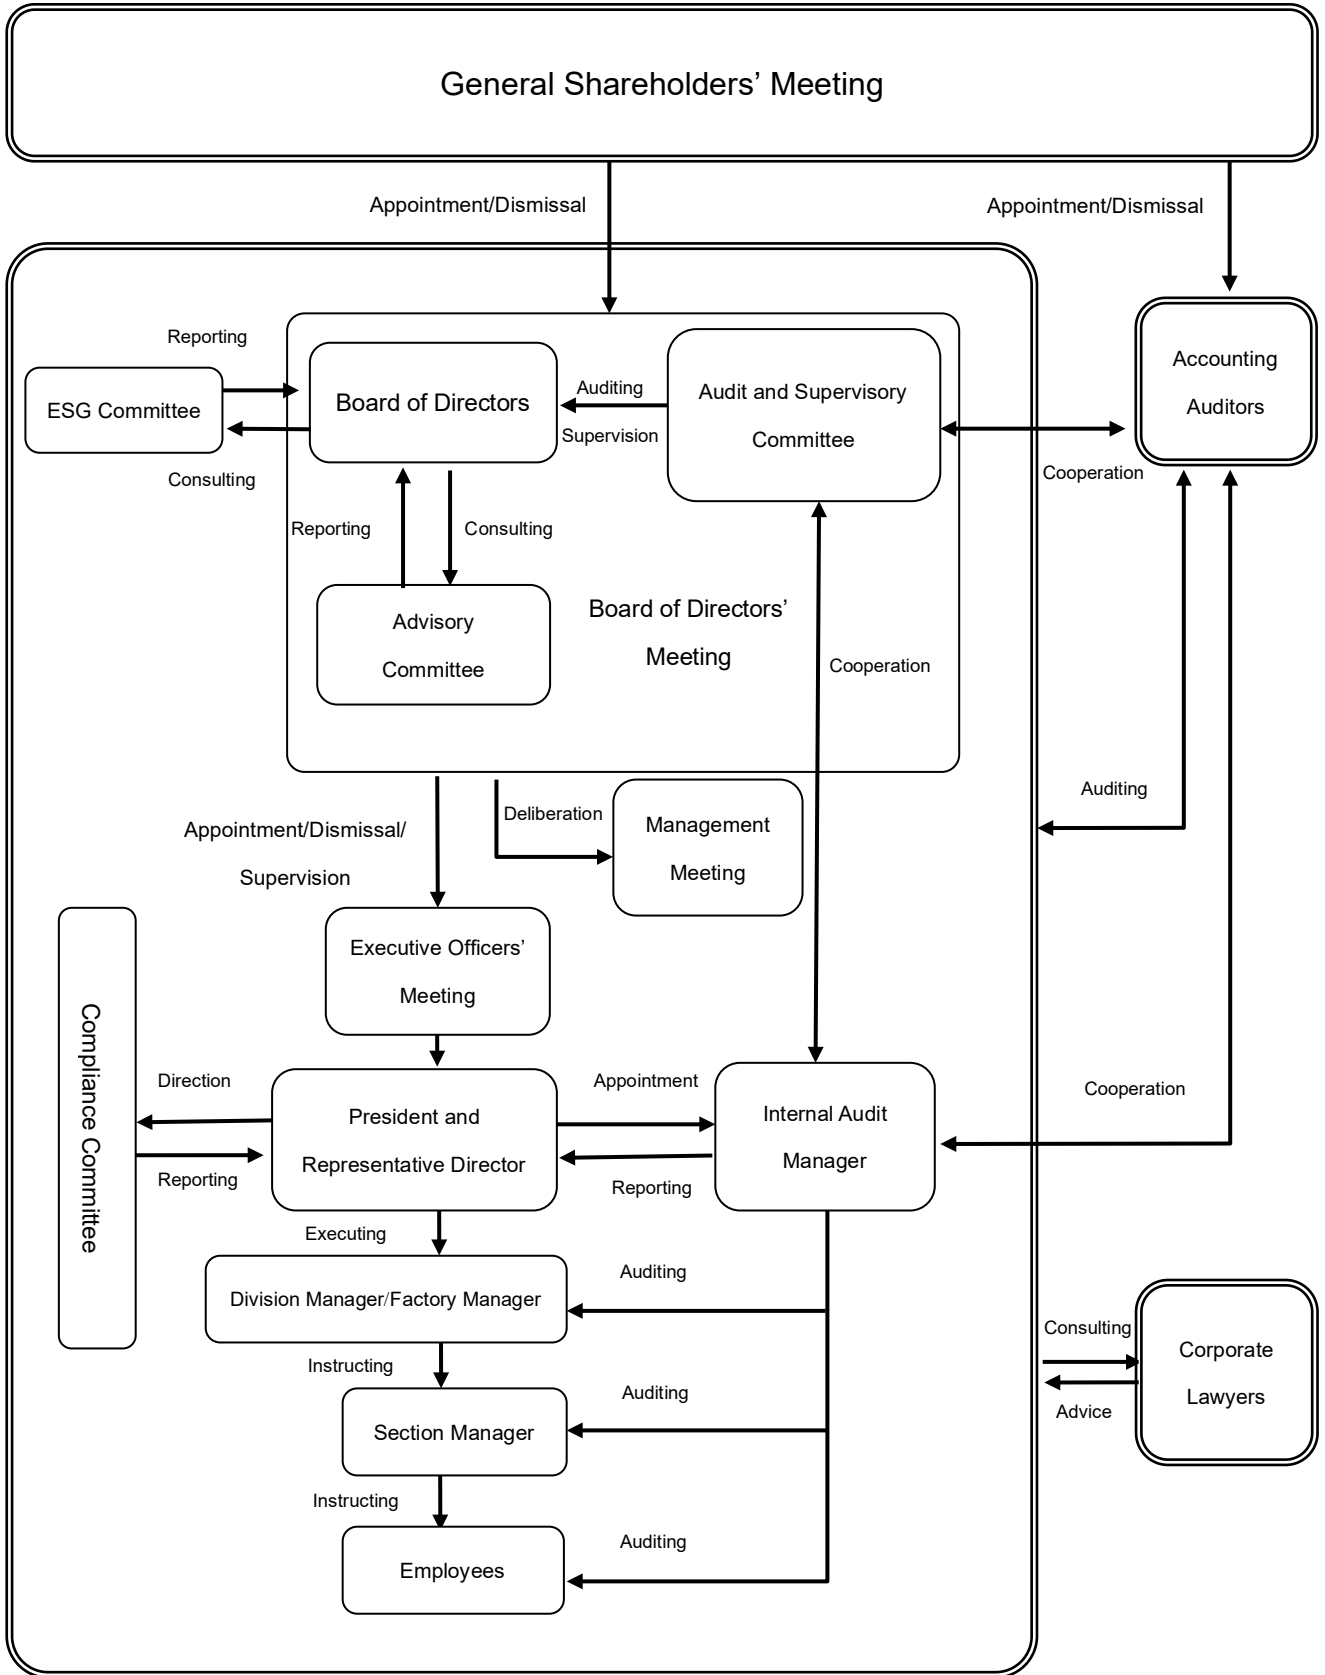 General Shareholders’ Meeting
Appointment/Dismissal
Appointment/Dismissal
Reporting
ESG Committee
Consulting
Board of Directors
Auditing
Supervision
Audit and Supervisory
Committee
Accounting
Auditors
Cooperation
Reporting
Consulting
Advisory
Committee
Board of Directors’
Meeting
Cooperation
Auditing
Appointment/Dismissal/
Supervision
Deliberation
Management
Meeting
Executive Officers’
Meeting
Compliance Committee
Direction
Reporting
President and
Representative Director
Appointment
Reporting
Internal Audit
Manager
Cooperation
Executing
Division Manager/Factory Manager
Auditing
Instructing
Section Manager
Auditing
Instructing
Employees
Auditing
Consulting
Advice
Corporate
Lawyers